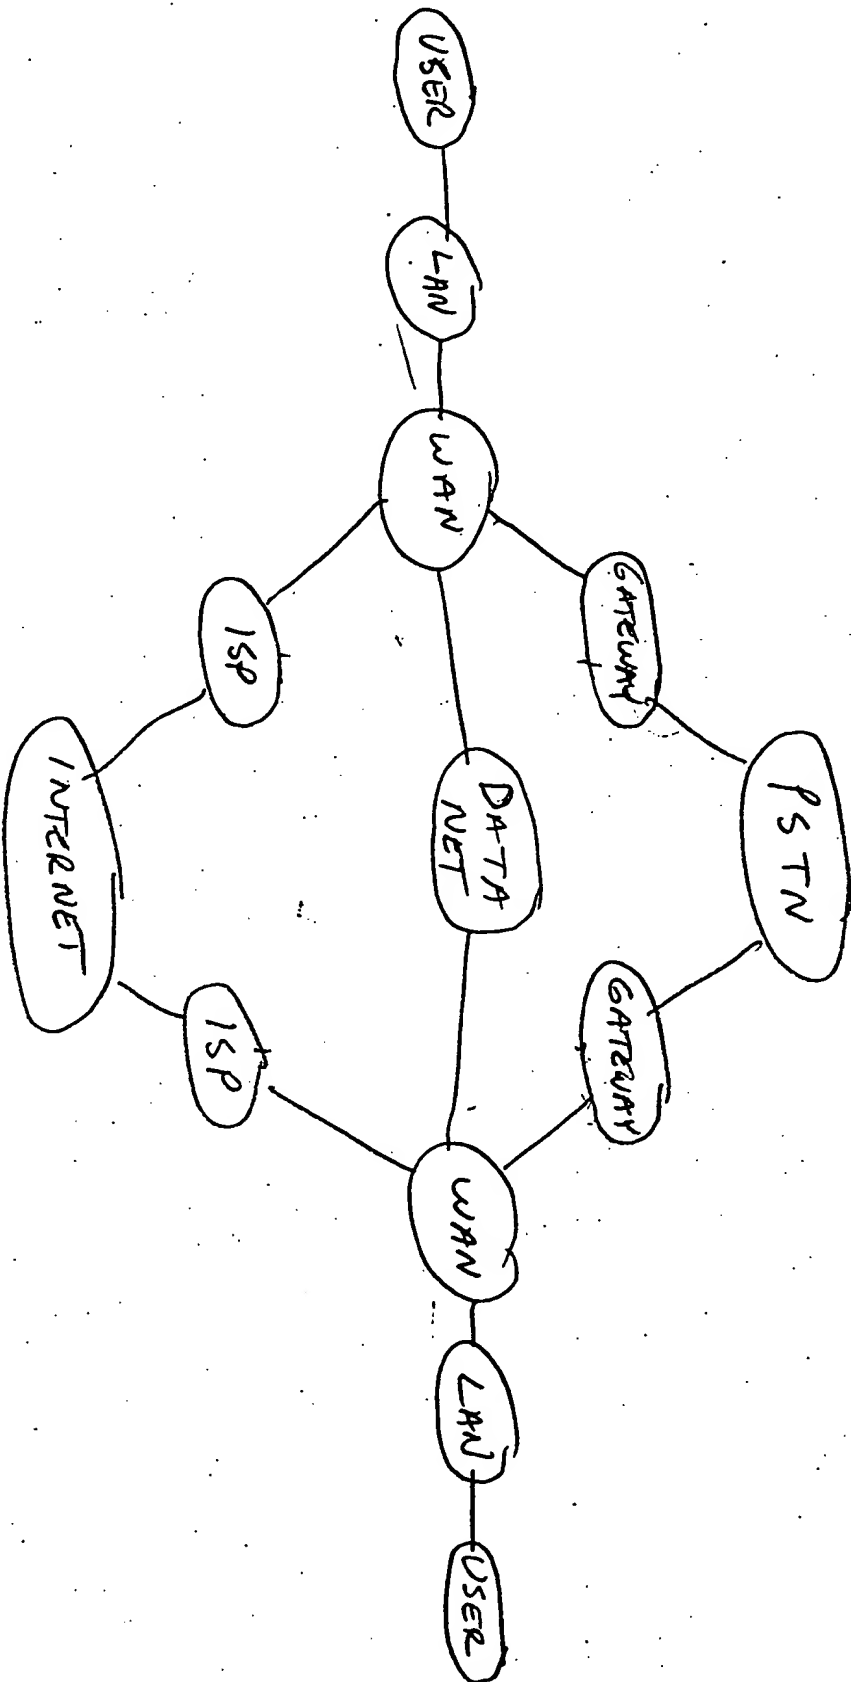 PSTN
GATEWAY
GATEWAY
USER
LAN
WAN
DATA
NET
WAN
LAN
USER
ISP
ISP
INTERNET